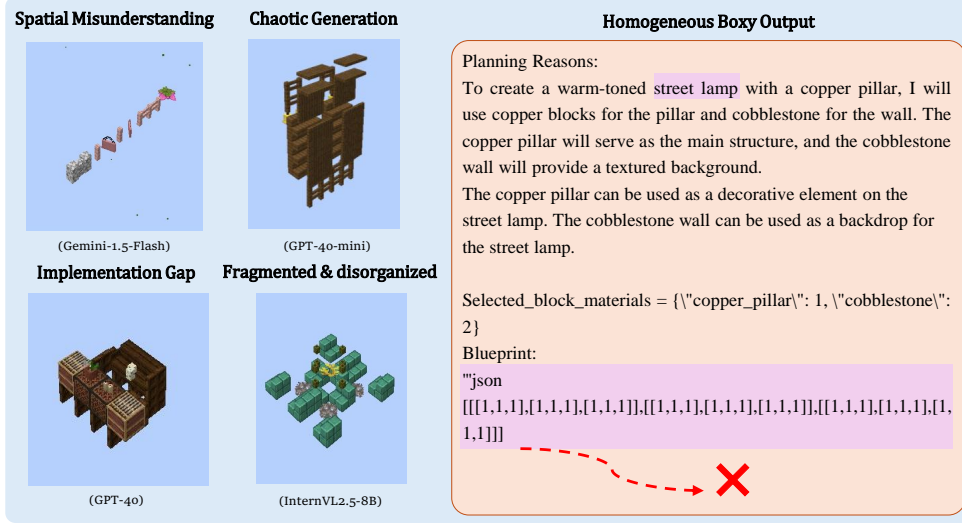 Spatial Misunderstanding
Chaotic Generation
(Gemini-1.5-Flash)
(GPT-4o-mini)
Implementation Gap
Fragmented & disorganized
(GPT-4o)
(InternVL2.5-8B)
Homogeneous Boxy Output
Planning Reasons:
To create a warm-toned street lamp with a copper pillar, I will
use copper blocks for the pillar and cobblestone for the wall. The
copper pillar will serve as the main structure, and the cobblestone
wall will provide a textured background.
The copper pillar can be used as a decorative element on the
street lamp. The cobblestone wall can be used as a backdrop for
the street lamp.
Selected_block_materials = {\"copper_pillar\": 1, \"cobblestone\":
2}
Blueprint:
'''json
[[[1,1,1],[1,1,1],[1,1,1]],[[1,1,1],[1,1,1],[1,1,1]],[[1,1,1],[1,1,1],[1,
1,1]]]